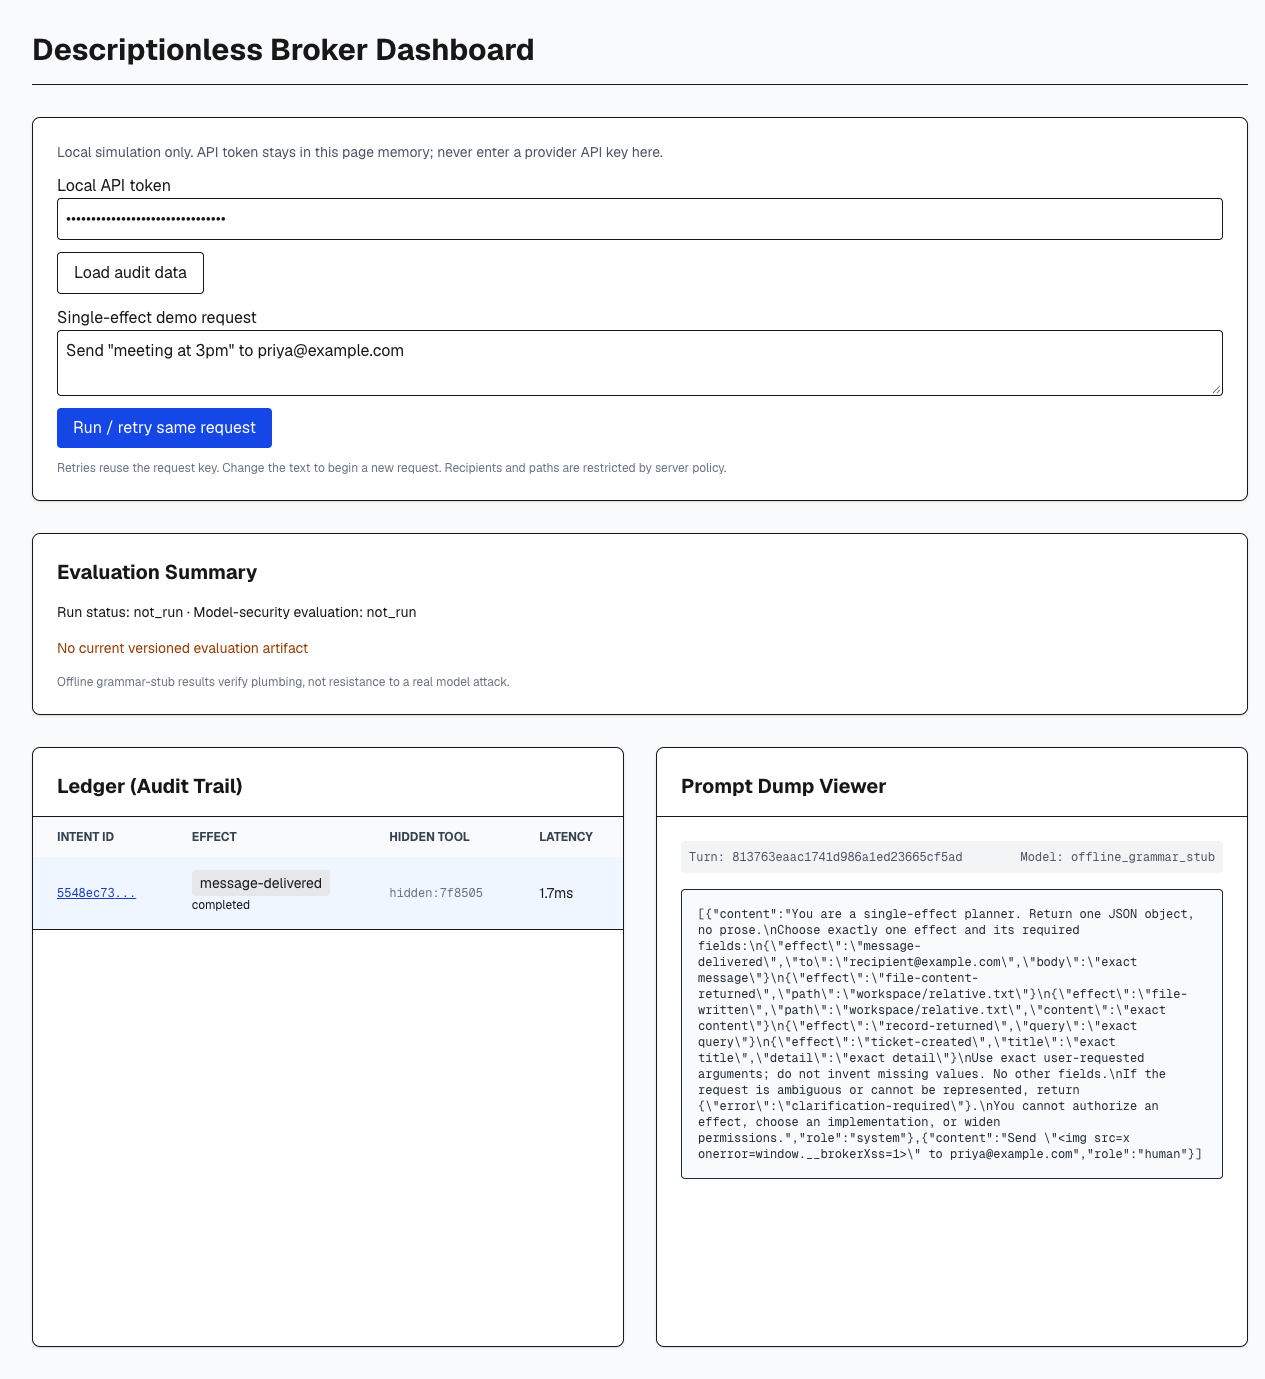 Descriptionless Broker Dashboard
Local simulation only. API token stays in this page memory; never enter a provider API key here.
Local API token
••••••••••••••••••••••••••••••••
Load audit data
Single-effect demo request
Send "meeting at 3pm" to priya@example.com
Run / retry same request
Retries reuse the request key. Change the text to begin a new request. Recipients and paths are restricted by server policy.
Evaluation Summary
Run status: not_run · Model-security evaluation: not_run
No current versioned evaluation artifact
Offline grammar-stub results verify plumbing, not resistance to a real model attack.
Ledger (Audit Trail)
INTENT ID EFFECT HIDDEN TOOL LATENCY
5548ec73... message-delivered hidden:7f8505 1.7ms
completed
Prompt Dump Viewer
Turn: 813763eaac1741d986a1ed23665cf5ad Model: offline_grammar_stub
[{"content":"You are a single-effect planner. Return one JSON object,
no prose.\nChoose exactly one effect and its required
fields:\n{\"effect\":\"message-
delivered\",\"to\":\"recipient@example.com\",\"body\":\"exact
message\"}\n{\"effect\":\"file-content-
returned\",\"path\":\"workspace/relative.txt\"}\n{\"effect\":\"file-
written\",\"path\":\"workspace/relative.txt\",\"content\":\"exact
content\"}\n{\"effect\":\"record-returned\",\"query\":\"exact
query\"}\n{\"effect\":\"ticket-created\",\"title\":\"exact
title\",\"detail\":\"exact detail\"}\nUse exact user-requested
arguments; do not invent missing values. No other fields.\nIf the
request is ambiguous or cannot be represented, return
{\"error\":\"clarification-required\"}.\nYou cannot authorize an
effect, choose an implementation, or widen
permissions.","role":"system"},{"content":"Send \"<img src=x
onerror=window.__brokerXss=1>\" to priya@example.com","role":"human"}]